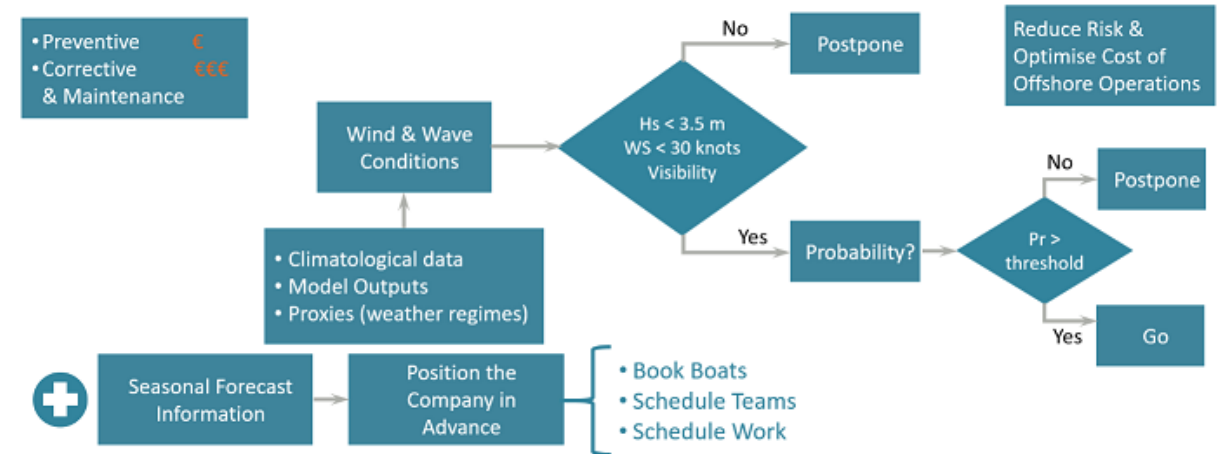 • Preventive €
• Corrective €€€
& Maintenance
No
Postpone
Reduce Risk &
Optimise Cost of
Offshore Operations
Wind & Wave
Conditions
Hs < 3.5 m
WS < 30 knots
Visibility
No
Postpone
Yes
Probability?
Pr >
threshold
• Climatological data
• Model Outputs
• Proxies (weather regimes)
Yes
Go
Seasonal Forecast
Information
Position the
Company in
Advance
• Book Boats
• Schedule Teams
• Schedule Work